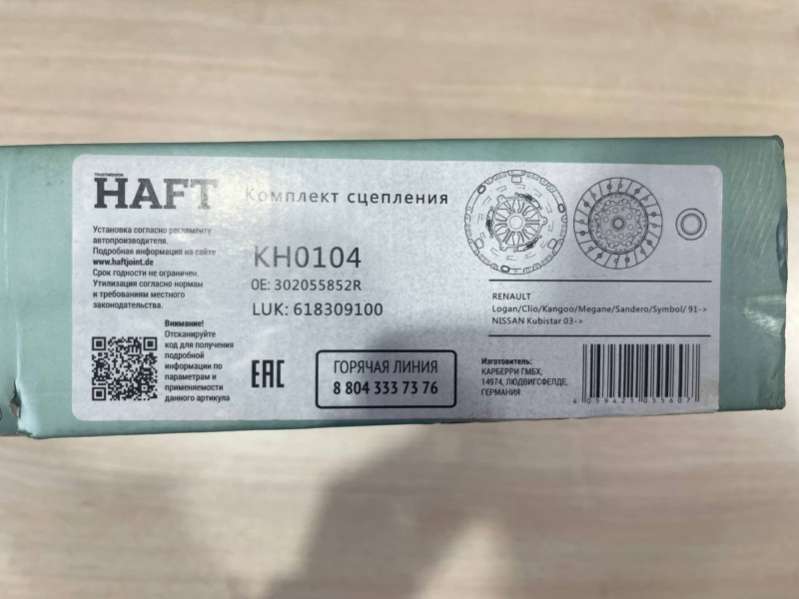 HAFT
Комплект сцепления
Установка согласно регламенту
автопроизводителя.
Подробная информация на сайте
www.haftjoint.de
Срок годности не ограничен.
Утилизация согласно нормам
и требованиям местного
законодательства.
KH0104
OE: 302055852R
LUK: 618309100
RENAULT
Logan/Clio/Kangoo/Megane/Sandero/Symbol/ 91->
NISSAN Kubistar 03->
Внимание!
Отсканируйте
код для получения
подробной
информации по
параметрам и
применяемости
данного артикула
EAC
ГОРЯЧАЯ ЛИНИЯ
8 804 333 73 76
Изготовитель:
КАРБЕРРИ ГМБХ,
14974, ЛЮДВИГСФЕЛДЕ,
ГЕРМАНИЯ